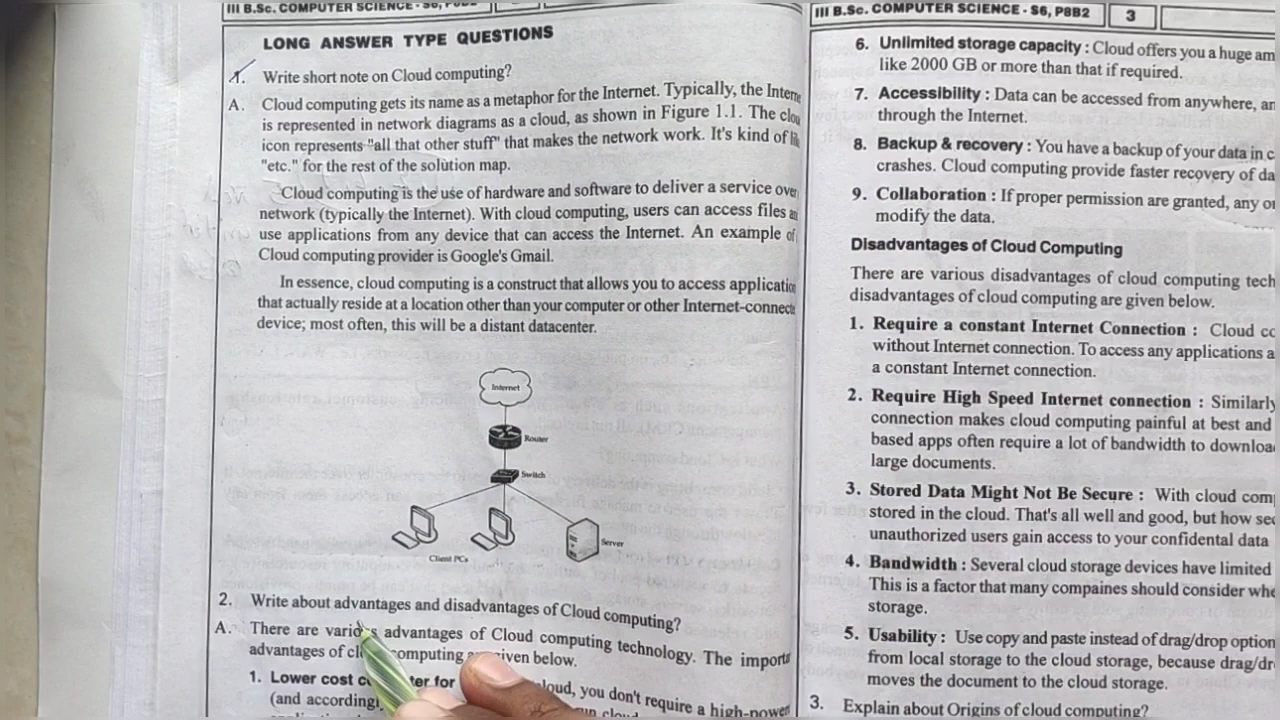 III B.Sc. COMPUTER SCIENCE - S6,
LONG ANSWER TYPE QUESTIONS
1. Write short note on Cloud computing?
A. Cloud computing gets its name as a metaphor for the Internet. Typically, the Interne
is represented in network diagrams as a cloud, as shown in Figure 1.1. The clou
icon represents "all that other stuff" that makes the network work. It's kind of
"etc." for the rest of the solution map.
Cloud computing is the use of hardware and software to deliver a service over
network (typically the Internet). With cloud computing, users can access files
use applications from any device that can access the Internet. An example of
Cloud computing provider is Google's Gmail.
In essence, cloud computing is a construct that allows you to access applicatio
that actually reside at a location other than your computer or other Internet-connecte
device; most often, this will be a distant datacenter.
Internet
Router
Switch
Server
Client PCs
2. Write about advantages and disadvantages of Cloud computing?
A. There are various advantages of Cloud computing technology. The importa
advantages of computing given below.
1. Lower cost ter for loud, you don't require a high-power
(and according
III B.Sc. COMPUTER SCIENCE - S6, P8B2 3
6. Unlimited storage capacity : Cloud offers you a huge am
like 2000 GB or more than that if required.
7. Accessibility : Data can be accessed from anywhere, an
through the Internet.
8. Backup & recovery : You have a backup of your data in c
crashes. Cloud computing provide faster recovery of da
9. Collaboration : If proper permission are granted, any or
modify the data.
Disadvantages of Cloud Computing
There are various disadvantages of cloud computing tech
disadvantages of cloud computing are given below.
1. Require a constant Internet Connection : Cloud co
without Internet connection. To access any applications a
a constant Internet connection.
2. Require High Speed Internet connection : Similarly
connection makes cloud computing painful at best and
based apps often require a lot of bandwidth to downloa
large documents.
3. Stored Data Might Not Be Secure : With cloud comp
stored in the cloud. That's all well and good, but how sec
unauthorized users gain access to your confidental data
4. Bandwidth : Several cloud storage devices have limited
This is a factor that many compaines should consider whe
storage.
5. Usability : Use copy and paste instead of drag/drop option
from local storage to the cloud storage, because drag/dr
moves the document to the cloud storage.
3. Explain about Origins of cloud computing?